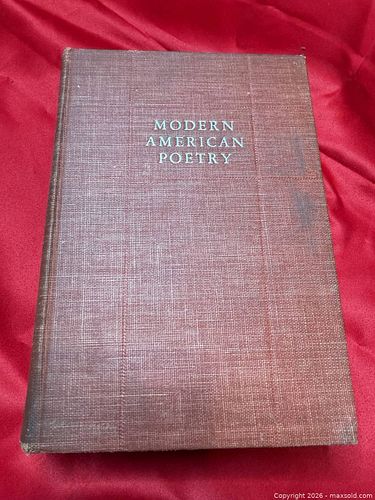 MODERN
AMERICAN
POETRY
Copyright 2026 - maxsold.com